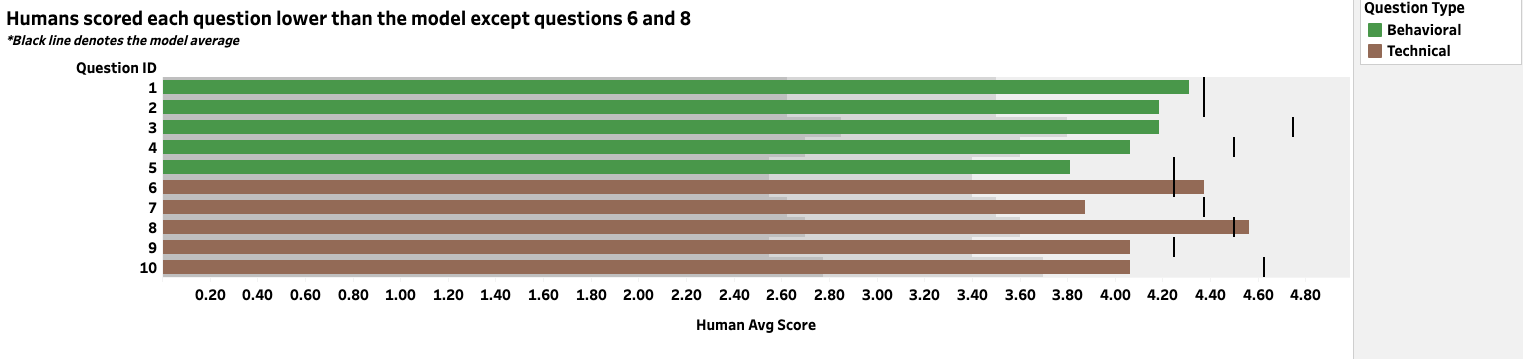 Humans scored each question lower than the model except questions 6 and 8
*Black line denotes the model average
Question Type
Behavioral
Technical
Question ID
1
2
3
4
5
6
7
8
9
10
0.20 0.40 0.60 0.80 1.00 1.20 1.40 1.60 1.80 2.00 2.20 2.40 2.60 2.80 3.00 3.20 3.40 3.60 3.80 4.00 4.20 4.40 4.60 4.80
Human Avg Score